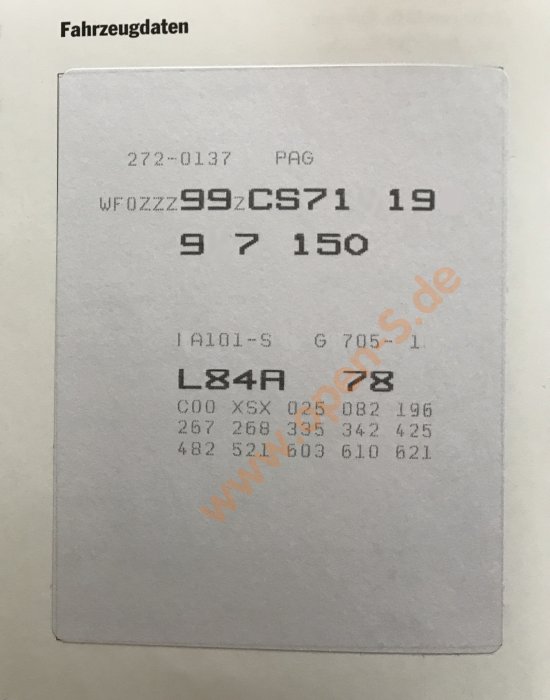 Fahrzeugdaten
272-0137 PAG
WF0ZZZ99ZCS71 19
9 7 150
IA101-S G 705- 1
L84A 78
C00 XSX 025 082 196
267 268 335 342 425
482 521 603 610 621
www.open-S.de